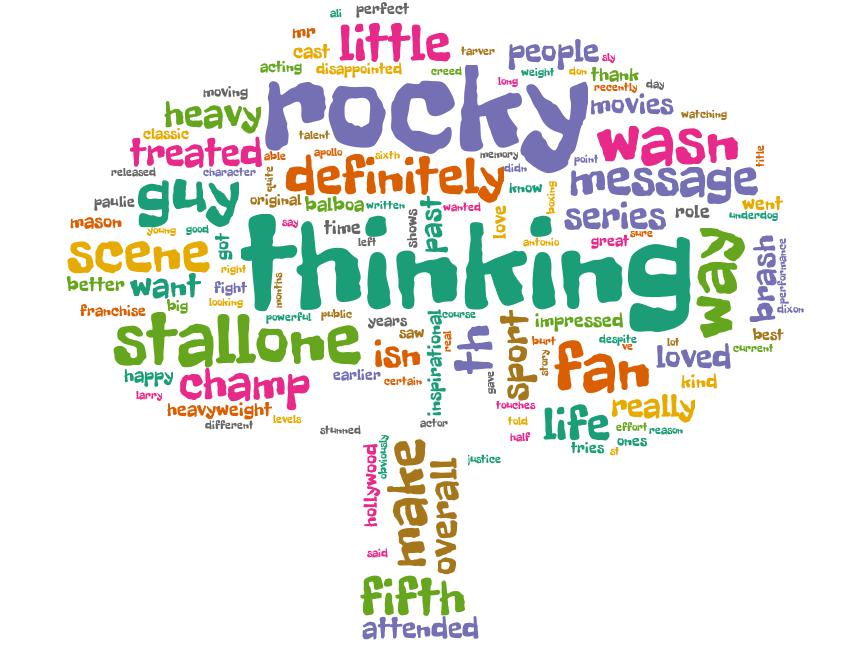 ali perfect
mr little tarver people sly
cast acting disappointed creed long weight don thank
moving rocky recently day
heavy movies watching
classic talent wasn
treated able apollo sixth memory point title
released character quite definitely didn message
paulie guy original balboa written past wanted know boxing series role went
mason young good say time left shows love great sure underdog
scene got thinking antonio way brash performance
better want right fight months dixon
franchise big looking powerful public course impressed
stallone years saw inspirational real th sport burt despite ve lot best
isn story fan loved current
happy champ earlier certain gave kind
larry heavyweight levels touches really
different stunned actor told life effort reason
half tries ones st
hollywood obviously make overall justice
said
fifth
attended